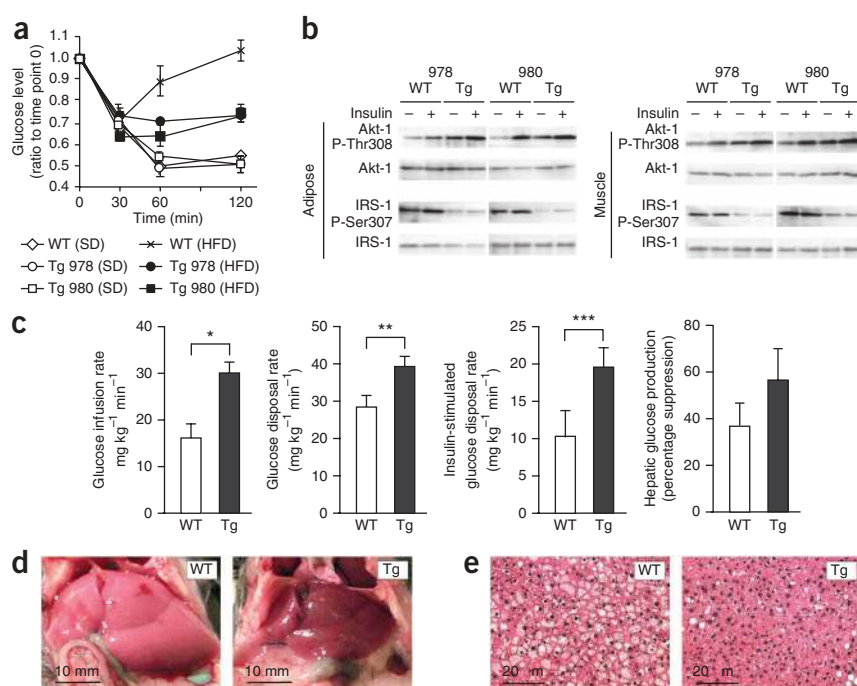 a
Glucose level
(ratio to time point 0)
1.1
1.0
0.9
0.8
0.7
0.6
0.5
0.4
0 30 60 120
Time (min)
WT (SD) WT (HFD)
Tg 978 (SD) Tg 978 (HFD)
Tg 980 (SD) Tg 980 (HFD)
b
978 980
WT Tg WT Tg
Insulin – + – + – + – +
Adipose
Akt-1
P-Thr308
Akt-1
IRS-1
P-Ser307
IRS-1
978 980
WT Tg WT Tg
Insulin – + – + – + – +
Muscle
Akt-1
P-Thr308
Akt-1
IRS-1
P-Ser307
IRS-1
c
Glucose infusion rate
mg kg⁻¹ min⁻¹
40
30
20
10
0
*
WT Tg
Glucose disposal rate
(mg kg⁻¹ min⁻¹)
50
40
30
20
10
0
**
WT Tg
Insulin-stimulated
glucose disposal rate
(mg kg⁻¹ min⁻¹)
25
20
15
10
5
0
***
WT Tg
Hepatic glucose production
(percentage suppression)
80
60
40
20
0
WT Tg
d
WT
10 mm
Tg
10 mm
e
WT
20 m
Tg
20 m